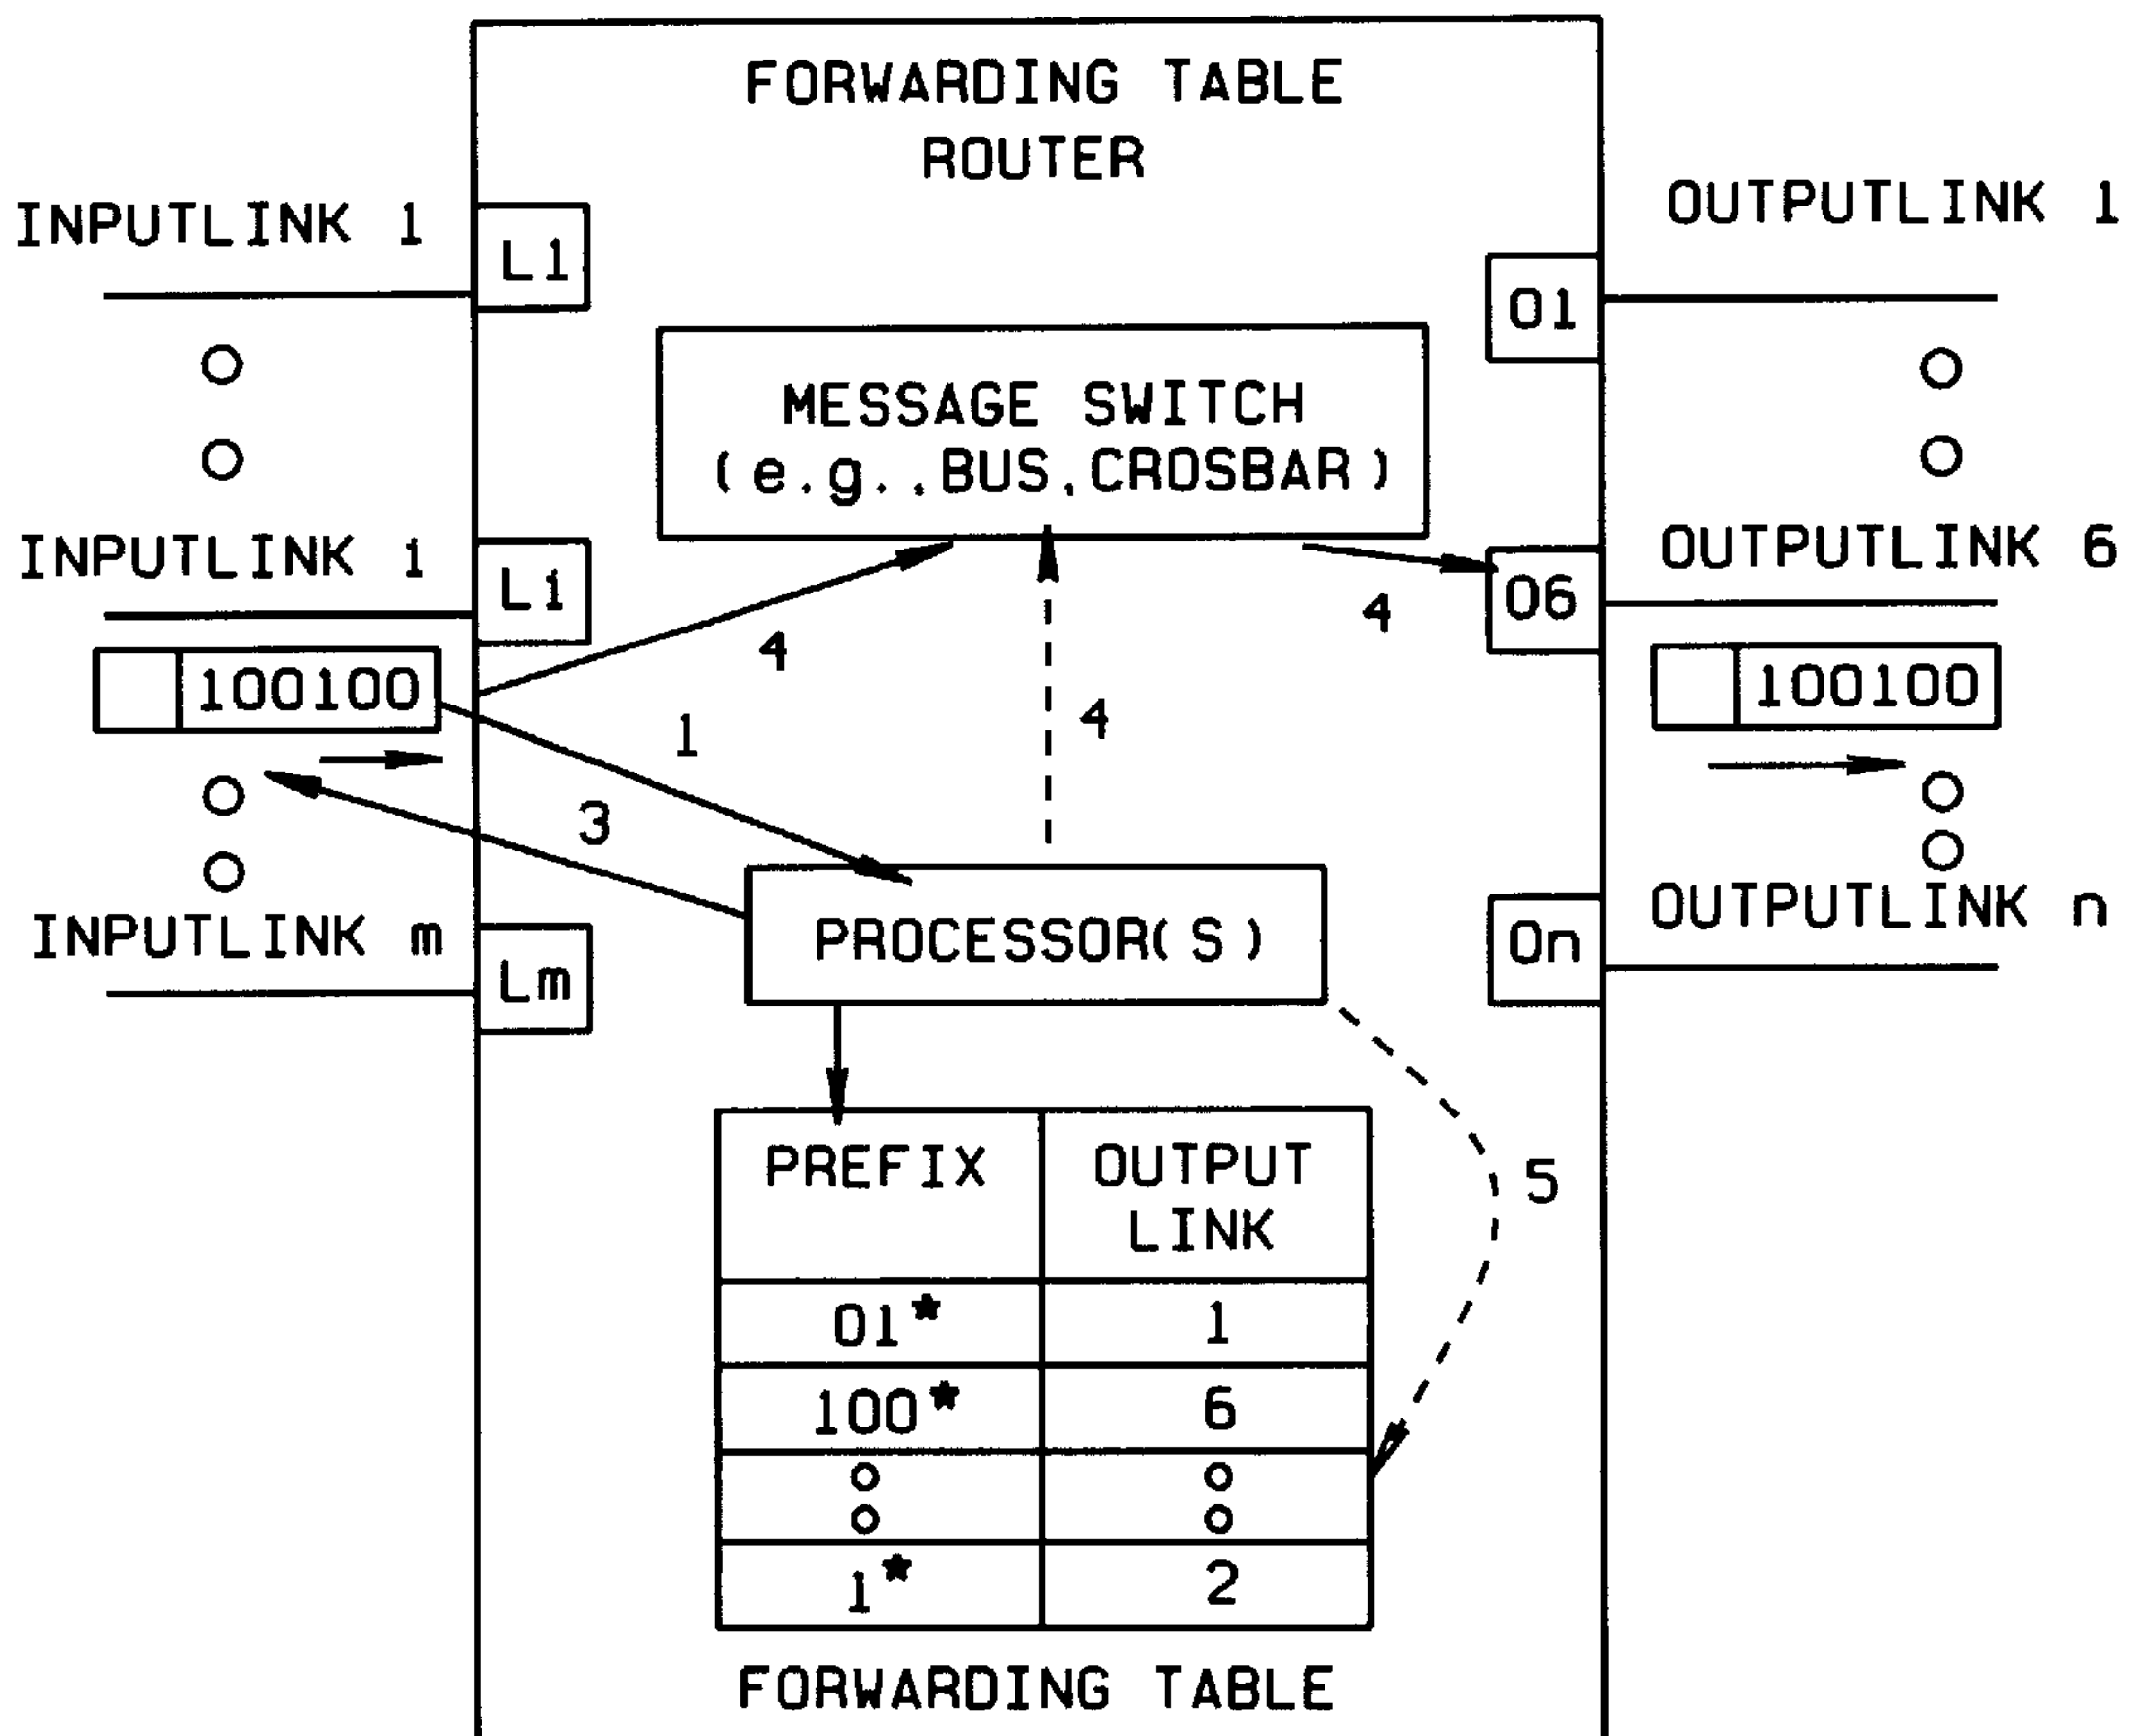 FORWARDING TABLE
ROUTER
INPUTLINK 1
L1
OUTPUTLINK 1
O1
MESSAGE SWITCH
(e.g.,BUS,CROSBAR)
INPUTLINK i
Li
OUTPUTLINK 6
O6
4
4
100100
100100
1
4
3
INPUTLINK m
Lm
PROCESSOR(S)
OUTPUTLINK n
On
PREFIX
OUTPUT
LINK
5
01* 1
100* 6
1* 2
FORWARDING TABLE